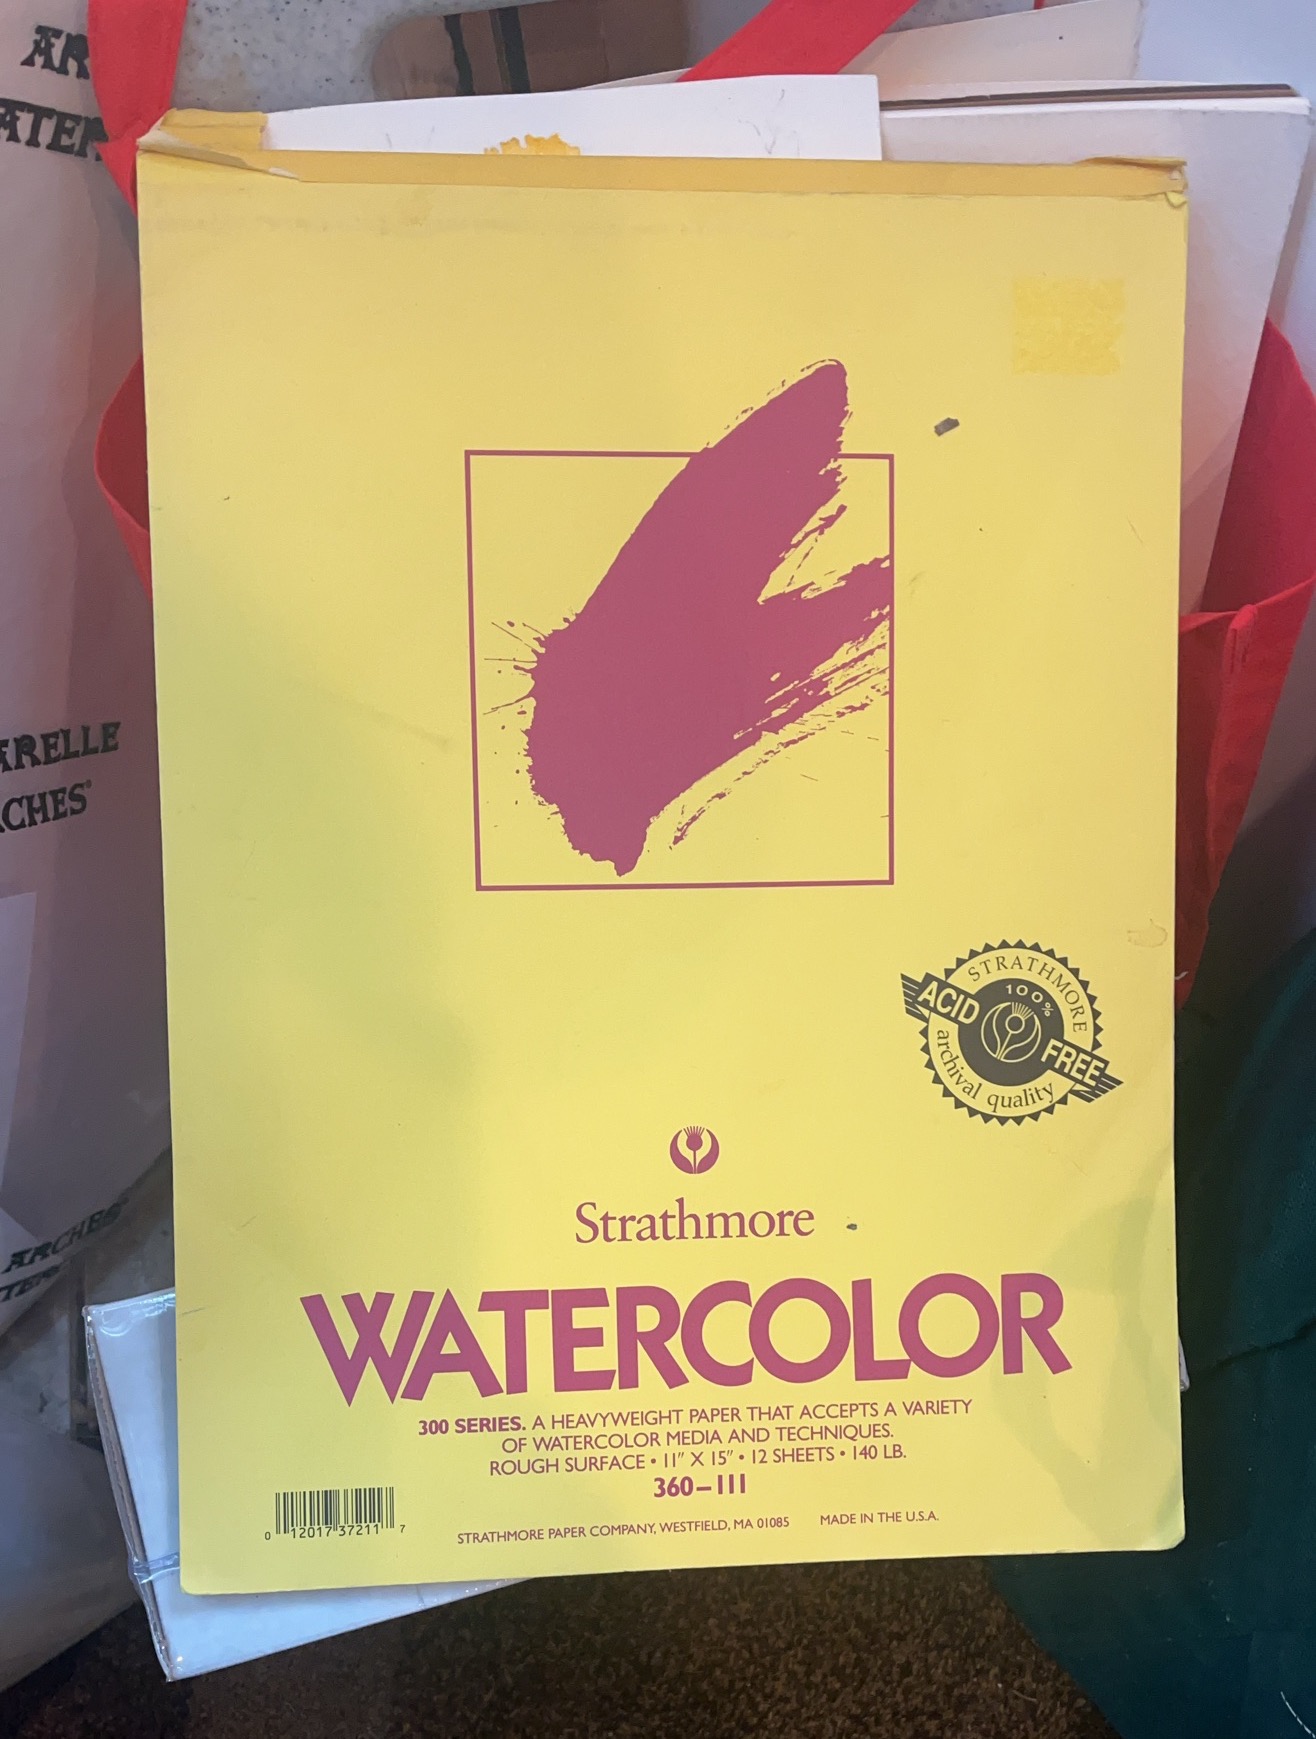 ARELLE
ARCHES
STRATHMORE
100%
ACID
FREE
archival quality
Strathmore
WATERCOLOR
300 SERIES. A HEAVYWEIGHT PAPER THAT ACCEPTS A VARIETY
OF WATERCOLOR MEDIA AND TECHNIQUES.
ROUGH SURFACE • 11" X 15" • 12 SHEETS • 140 LB.
360–111
0 12017 37211 7
STRATHMORE PAPER COMPANY, WESTFIELD, MA 01085 MADE IN THE U.S.A.